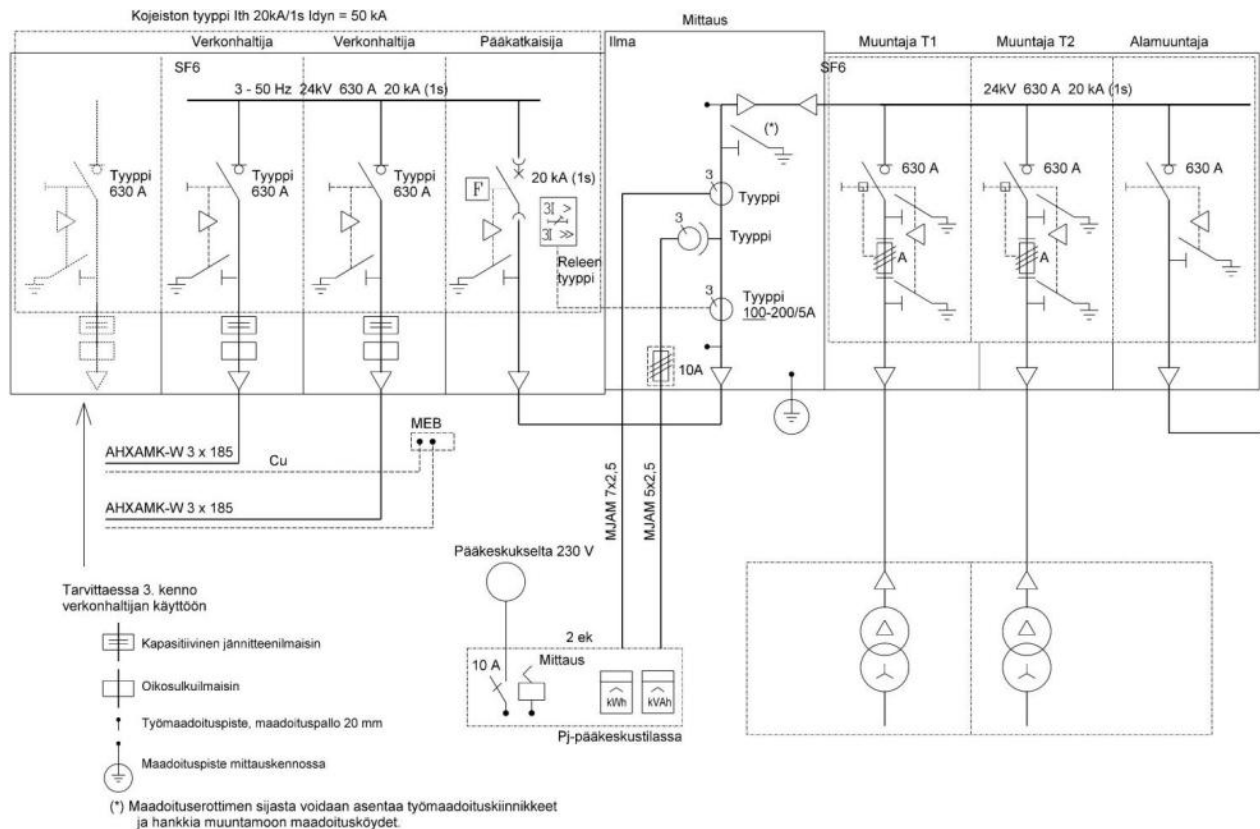 Kojeiston tyyppi Ith 20kA/1s Idyn = 50 kA
Mittaus
Verkonhaltija
Verkonhaltija
Pääkatkaisija
Ilma
Muuntaja T1
Muuntaja T2
Alamuuntaja
SF6
SF6
3 - 50 Hz 24kV 630 A 20 kA (1s)
24kV 630 A 20 kA (1s)
(*)
Tyyppi
630 A
Tyyppi
630 A
Tyyppi
630 A
F
20 kA (1s)
3I >
3I >>
Releen
tyyppi
3
Tyyppi
3
Tyyppi
3
Tyyppi
100-200/5A
10A
630 A
630 A
630 A
A
A
MEB
AHXAMK-W 3 x 185
Cu
AHXAMK-W 3 x 185
MJAM 7x2,5
MJAM 5x2,5
Pääkeskukselta 230 V
Tarvittaessa 3. kenno
verkonhaltijan käyttöön
2 ek
10 A
Mittaus
kWh
kVAh
Pj-pääkeskustilassa
Kapasitiivinen jännitteenilmaisin
Oikosulkuilmaisin
Työmaadoituspiste, maadoituspallo 20 mm
Maadoituspiste mittauskennossa
(*) Maadoituserottimen sijasta voidaan asentaa työmaadoituskiinnikkeet
ja hankkia muuntamoon maadoitusköydet.